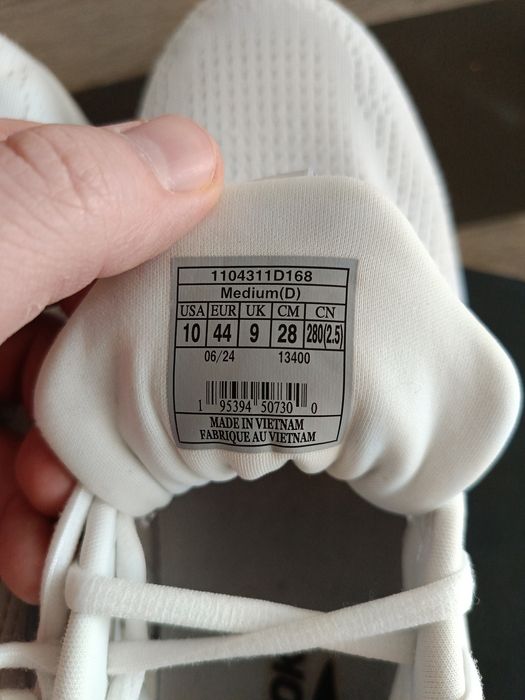 1104311D168
Medium(D)
USA EUR UK CM CN
10 44 9 28 280(2.5)
06/24 13400
1 95394 50730 0
MADE IN VIETNAM
FABRIQUE AU VIETNAM
OK